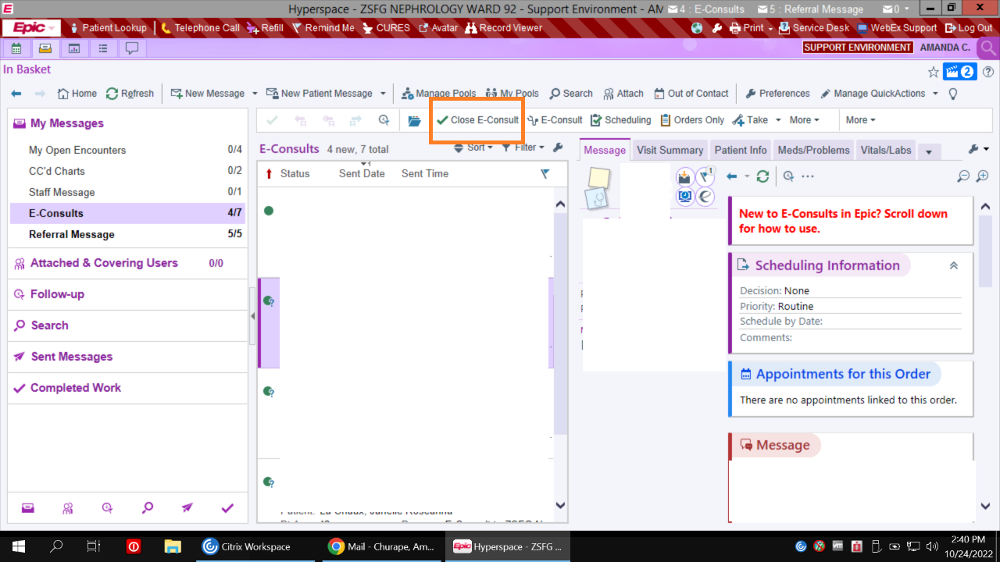 Hyperspace - ZSFG NEPHROLOGY WARD 92 - Support Environment - AM
4 : E-Consults
5 : Referral Message
0
Epic
Patient Lookup
Telephone Call
Refill
Remind Me
CURES
Avatar
Record Viewer
Print
Service Desk
WebEx Support
Log Out
SUPPORT ENVIRONMENT
AMANDA C.
In Basket
2
Home
Refresh
New Message
New Patient Message
Manage Pools
My Pools
Search
Attach
Out of Contact
Preferences
Manage QuickActions
Close E-Consult
E-Consult
Scheduling
Orders Only
Take
More
More
My Messages
My Open Encounters 0/4
CC'd Charts 0/2
Staff Message 0/1
E-Consults 4/7
Referral Message 5/5
Attached & Covering Users 0/0
Follow-up
Search
Sent Messages
Completed Work
E-Consults 4 new, 7 total
Sort
Filter
Status
Sent Date
1
Sent Time
Message
Visit Summary
Patient Info
Meds/Problems
Vitals/Labs
1
New to E-Consults in Epic? Scroll down
for how to use.
Scheduling Information
Decision: None
Priority: Routine
Schedule by Date:
Comments:
Appointments for this Order
There are no appointments linked to this order.
Message
Citrix Workspace
Mail - Churape, Am...
Epic
Hyperspace - ZSFG ...
2:40 PM
10/24/2022